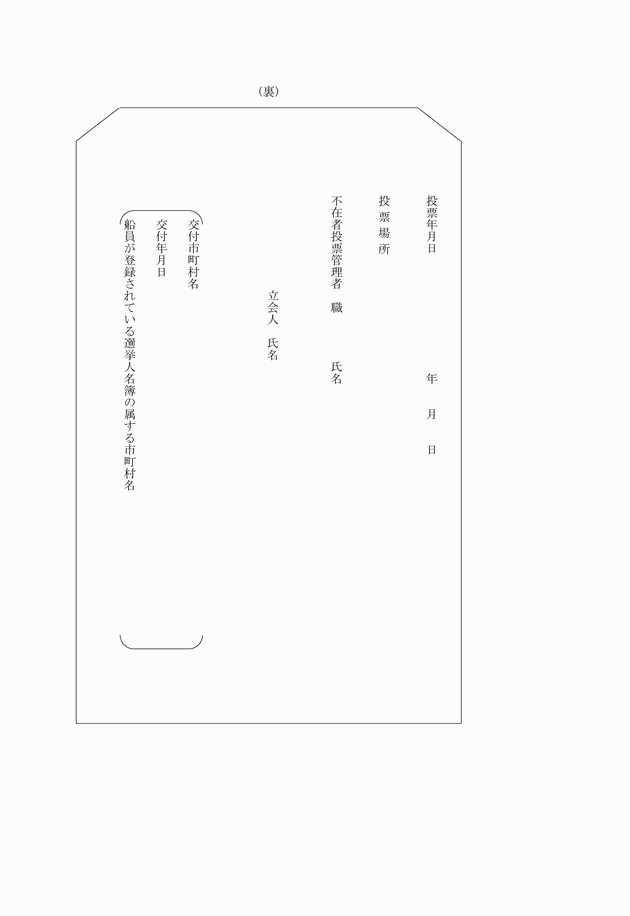 （裏）
投票年月日　　　年　月　日
投票場所
不在者投票管理者　職　　氏名
立会人　氏名
交付市町村名
交付年月日
船員が登録されている選挙人名簿の属する市町村名